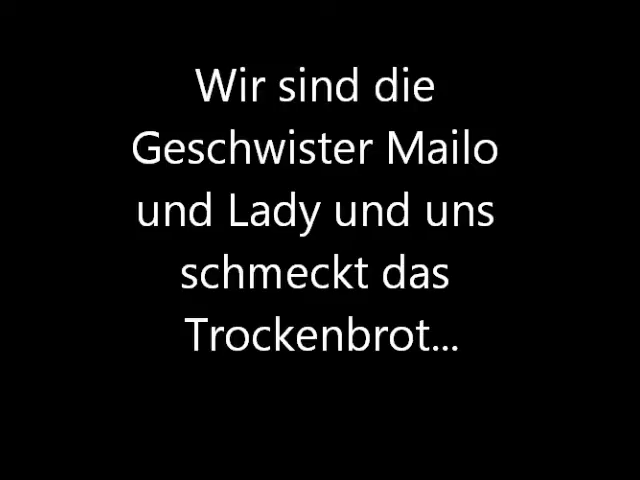 Wir sind die
Geschwister Mailo
und Lady und uns
schmeckt das
Trockenbrot...